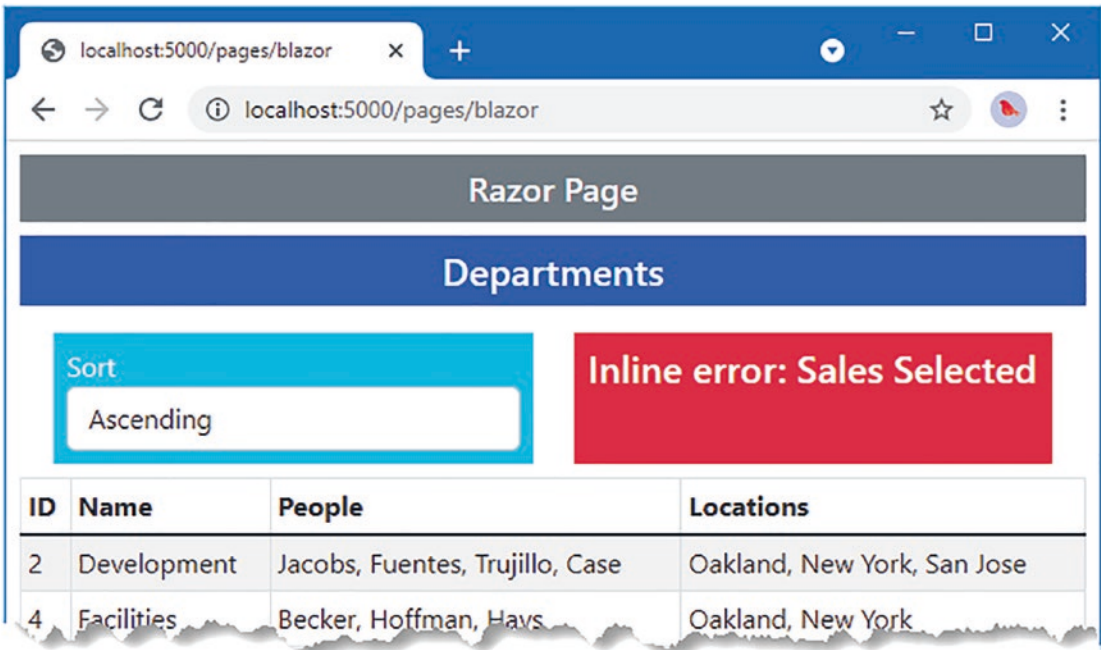 localhost:5000/pages/blazor
localhost:5000/pages/blazor
Razor Page
Departments
Sort
Ascending
Inline error: Sales Selected
ID Name People Locations
2 Development Jacobs, Fuentes, Trujillo, Case Oakland, New York, San Jose
4 Facilities Becker, Hoffman, Hays Oakland, New York